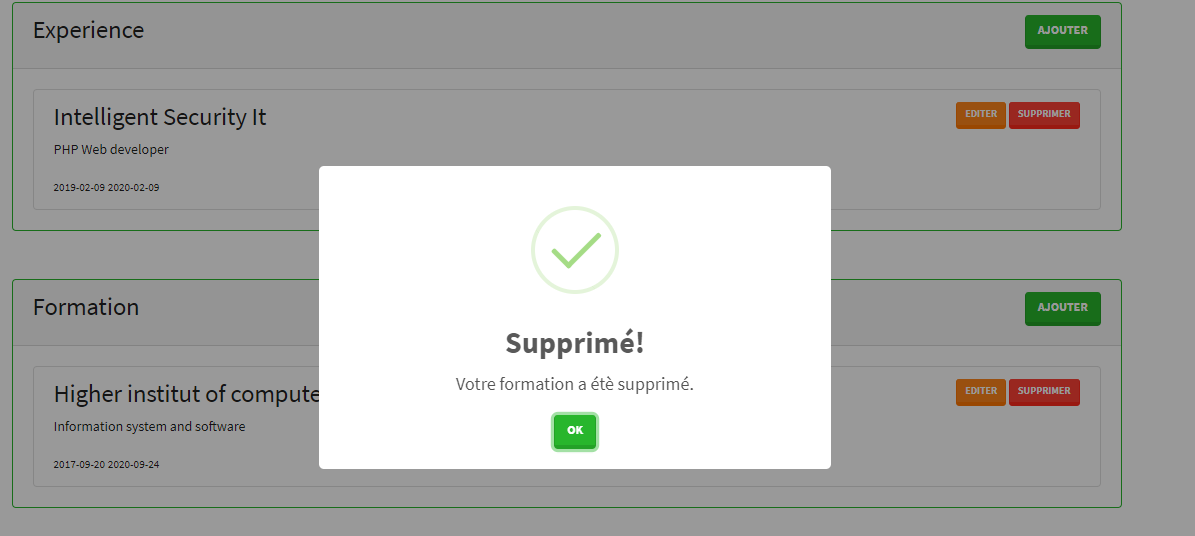 Experience
AJOUTER
Intelligent Security It
EDITER
SUPPRIMER
PHP Web developer
2019-02-09 2020-02-09
Formation
AJOUTER
Higher institut of compute
EDITER
SUPPRIMER
Information system and software
2017-09-20 2020-09-24
Supprimé!
Votre formation a étè supprimé.
OK